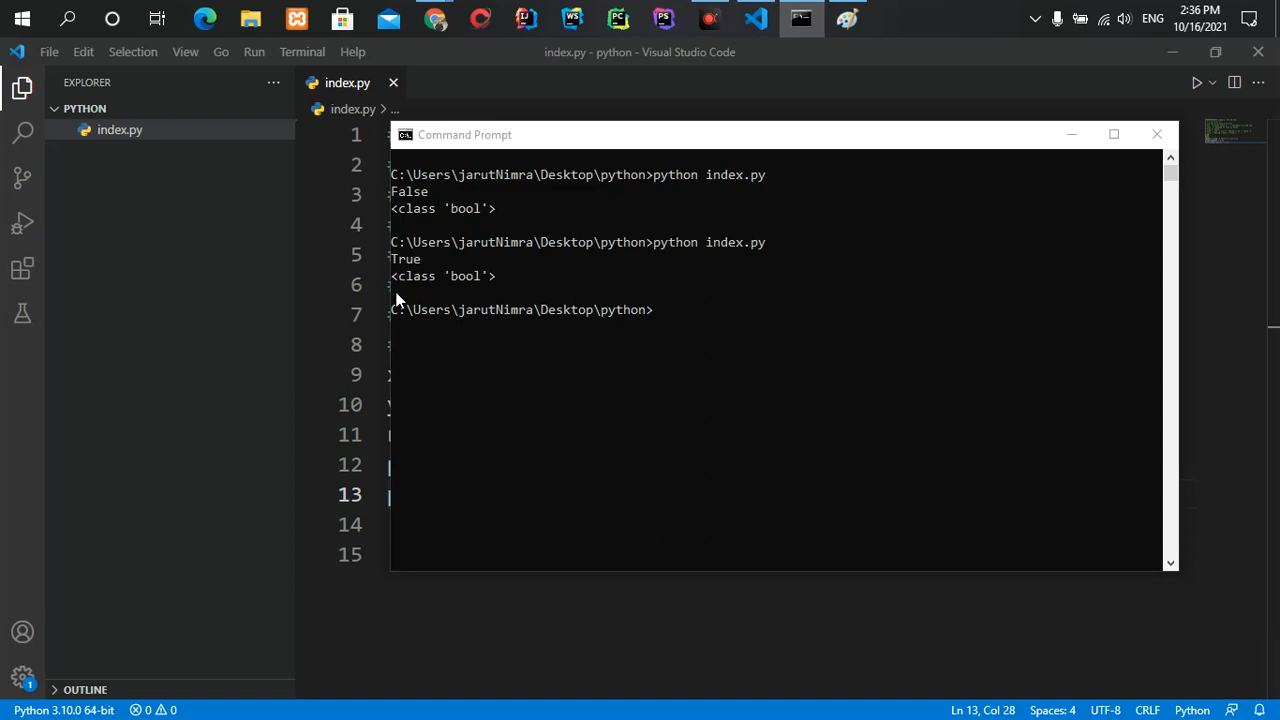 2:36 PM
ENG
10/16/2021
File Edit Selection View Go Run Terminal Help
index.py - python - Visual Studio Code
EXPLORER
PYTHON
index.py
index.py
index.py > ...
1
2
3
4
5
6
7
8
9
10
11
12
13
14
15
Command Prompt
C:\Users\jarutNimra\Desktop\python>python index.py
False
<class 'bool'>
C:\Users\jarutNimra\Desktop\python>python index.py
True
<class 'bool'>
C:\Users\jarutNimra\Desktop\python>
OUTLINE
1
Python 3.10.0 64-bit
0 0
Ln 13, Col 28
Spaces: 4
UTF-8
CRLF
Python